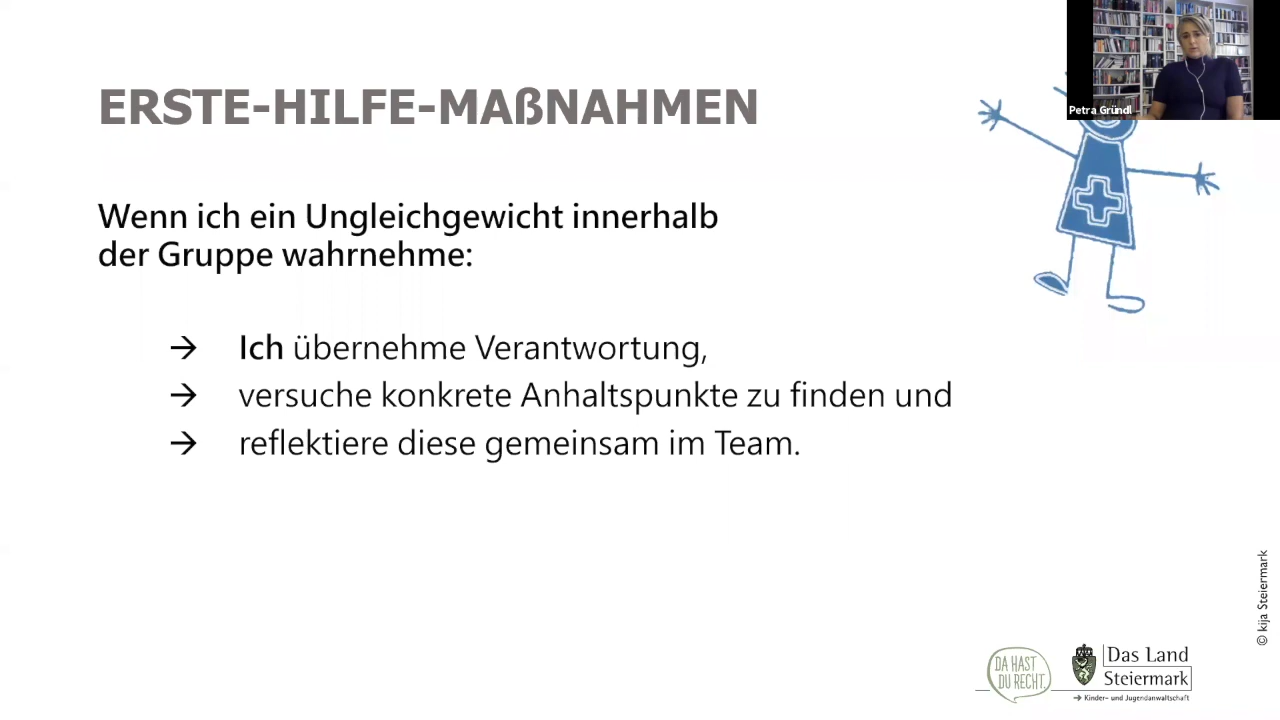 Petra Gründl
ERSTE-HILFE-MAßNAHMEN
Wenn ich ein Ungleichgewicht innerhalb
der Gruppe wahrnehme:
→ Ich übernehme Verantwortung,
→ versuche konkrete Anhaltspunkte zu finden und
→ reflektiere diese gemeinsam im Team.
© kija Steiermark
DA HAST
DU RECHT.
Das Land
Steiermark
→ Kinder- und Jugendanwaltschaft